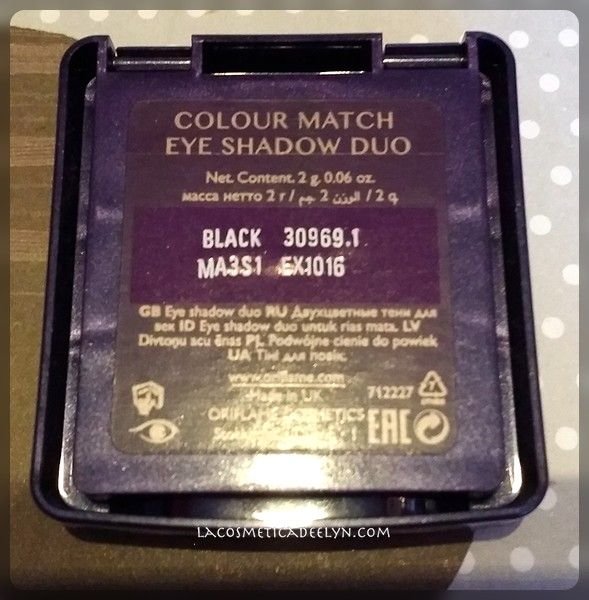 COLOUR MATCH
EYE SHADOW DUO
Net. Content. 2 g. 0.06 oz.
масса нетто 2 г / الوزن 2 جم / 2 q.
BLACK 30969.1
MA3S1 EX1016
GB Eye shadow duo RU Двухцветные тени для
век ID Eye shadow duo untuk rias mata. LV
Divtoņu acu ēnas PL Podwójne cienie do powiek
UA Тіні для повік.
www.oriflame.com
Made in UK
ORIFLAME COSMETICS
712227
7
EAC
LACOSMETICADEELYN.COM